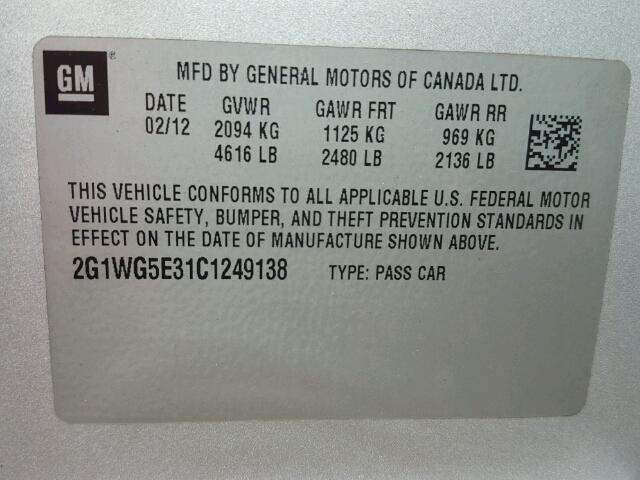 GM ®
MFD BY GENERAL MOTORS OF CANADA LTD.
DATE GVWR GAWR FRT GAWR RR
02/12 2094 KG 1125 KG 969 KG
4616 LB 2480 LB 2136 LB
THIS VEHICLE CONFORMS TO ALL APPLICABLE U.S. FEDERAL MOTOR
VEHICLE SAFETY, BUMPER, AND THEFT PREVENTION STANDARDS IN
EFFECT ON THE DATE OF MANUFACTURE SHOWN ABOVE.
2G1WG5E31C1249138 TYPE: PASS CAR